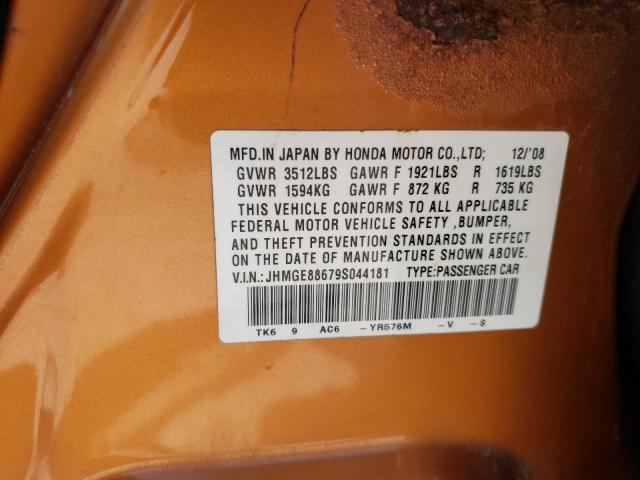 MFD.IN JAPAN BY HONDA MOTOR CO.,LTD; 12/'08
GVWR 3512LBS GAWR F 1921LBS R 1619LBS
GVWR 1594KG GAWR F 872 KG R 735 KG
THIS VEHICLE CONFORMS TO ALL APPLICABLE
FEDERAL MOTOR VEHICLE SAFETY ,BUMPER,
AND THEFT PREVENTION STANDARDS IN EFFECT
ON THE DATE OF MANUFACTURE SHOWN ABOVE.
V.I.N.:JHMGE88679S044181 TYPE:PASSENGER CAR
TK6 9 AC6 -YR576M -V -S